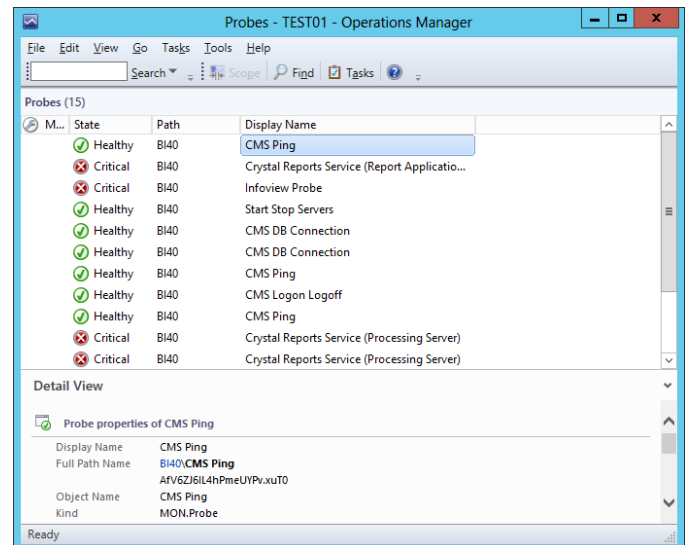 Probes - TEST01 - Operations Manager
File Edit View Go Tasks Tools Help
Search Scope Find Tasks
Probes (15)
M... State Path Display Name
Healthy BI40 CMS Ping
Critical BI40 Crystal Reports Service (Report Applicatio...
Critical BI40 Infoview Probe
Healthy BI40 Start Stop Servers
Healthy BI40 CMS DB Connection
Healthy BI40 CMS DB Connection
Healthy BI40 CMS Ping
Healthy BI40 CMS Logon Logoff
Healthy BI40 CMS Ping
Critical BI40 Crystal Reports Service (Processing Server)
Critical BI40 Crystal Reports Service (Processing Server)
Detail View
Probe properties of CMS Ping
Display Name CMS Ping
Full Path Name BI40\CMS Ping
AfV6ZJ6IL4hPmeUYPv.xuT0
Object Name CMS Ping
Kind MON.Probe
Ready